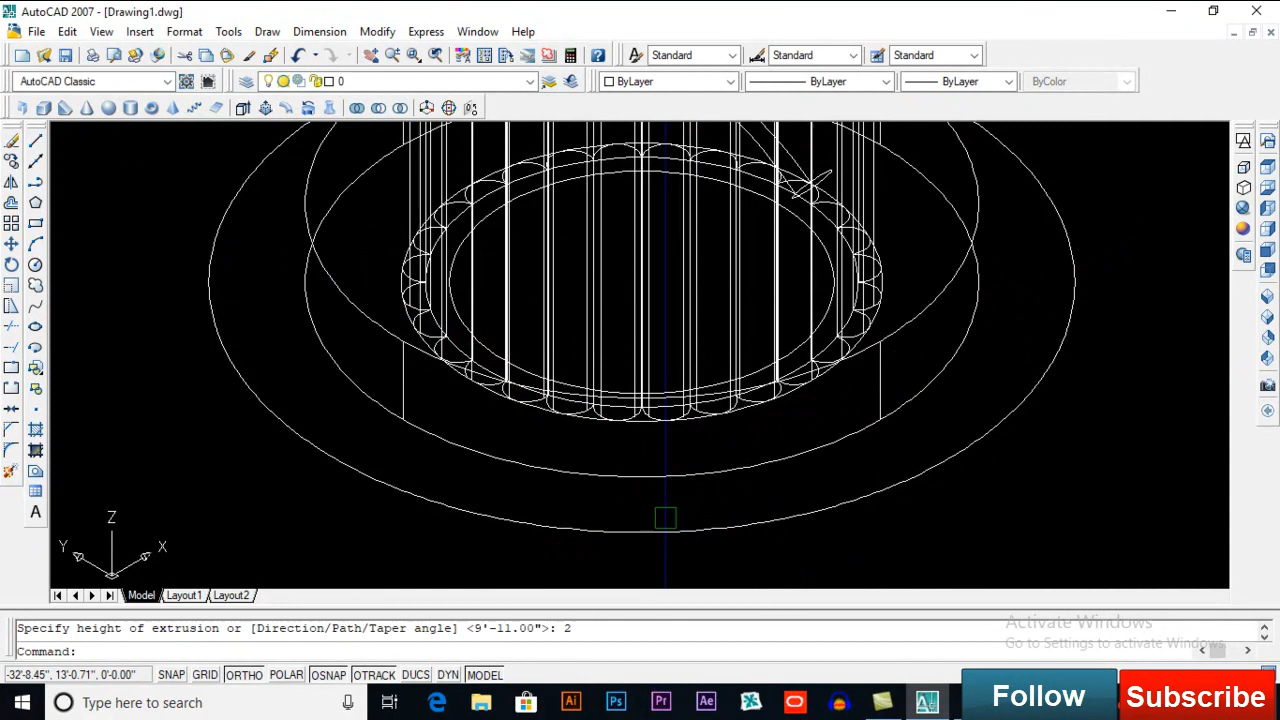 AutoCAD 2007 - [Drawing1.dwg]
File Edit View Insert Format Tools Draw Dimension Modify Express Window Help
Standard Standard Standard
AutoCAD Classic 0 ByLayer ByLayer ByLayer ByColor
Z
Y X
Model Layout1 Layout2
Specify height of extrusion or [Direction/Path/Taper angle] <9'-11.00">: 2
Activate Windows
Go to Settings to activate Windows.
Command:
-32'-8.45", 13'-0.71", 0'-0.00" SNAP GRID ORTHO POLAR OSNAP OTRACK DUCS DYN MODEL
Type here to search
Follow
Subscribe